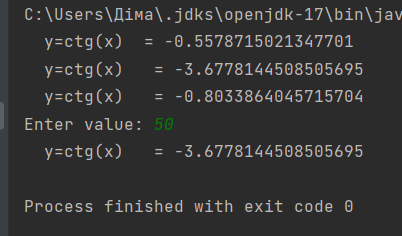 C:\Users\Діма\.jdks\openjdk-17\bin\jav
y=ctg(x)  = -0.5578715021347701
y=ctg(x)   = -3.6778144508505695
y=ctg(x)   = -0.8033864045715704
Enter value: 50
y=ctg(x)   = -3.6778144508505695
Process finished with exit code 0